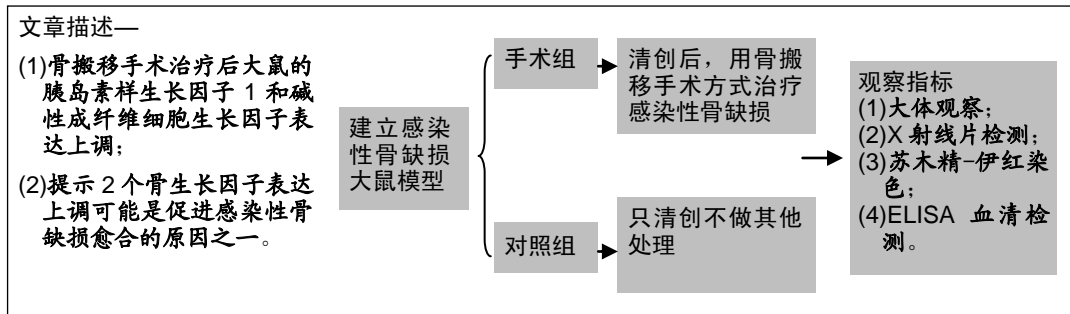 文章描述—
(1)骨搬移手术治疗后大鼠的
胰岛素样生长因子 1 和碱
性成纤维细胞生长因子表
达上调;
(2)提示 2 个骨生长因子表达
上调可能是促进感染性骨
缺损愈合的原因之一。
建立感染
性骨缺损
大鼠模型
手术组
清创后，用骨搬
移手术方式治疗
感染性骨缺损
对照组
只清创不做其他
处理
观察指标
(1)大体观察;
(2)X 射线片检测;
(3)苏木精-伊红染
色;
(4)ELISA 血清检
测。